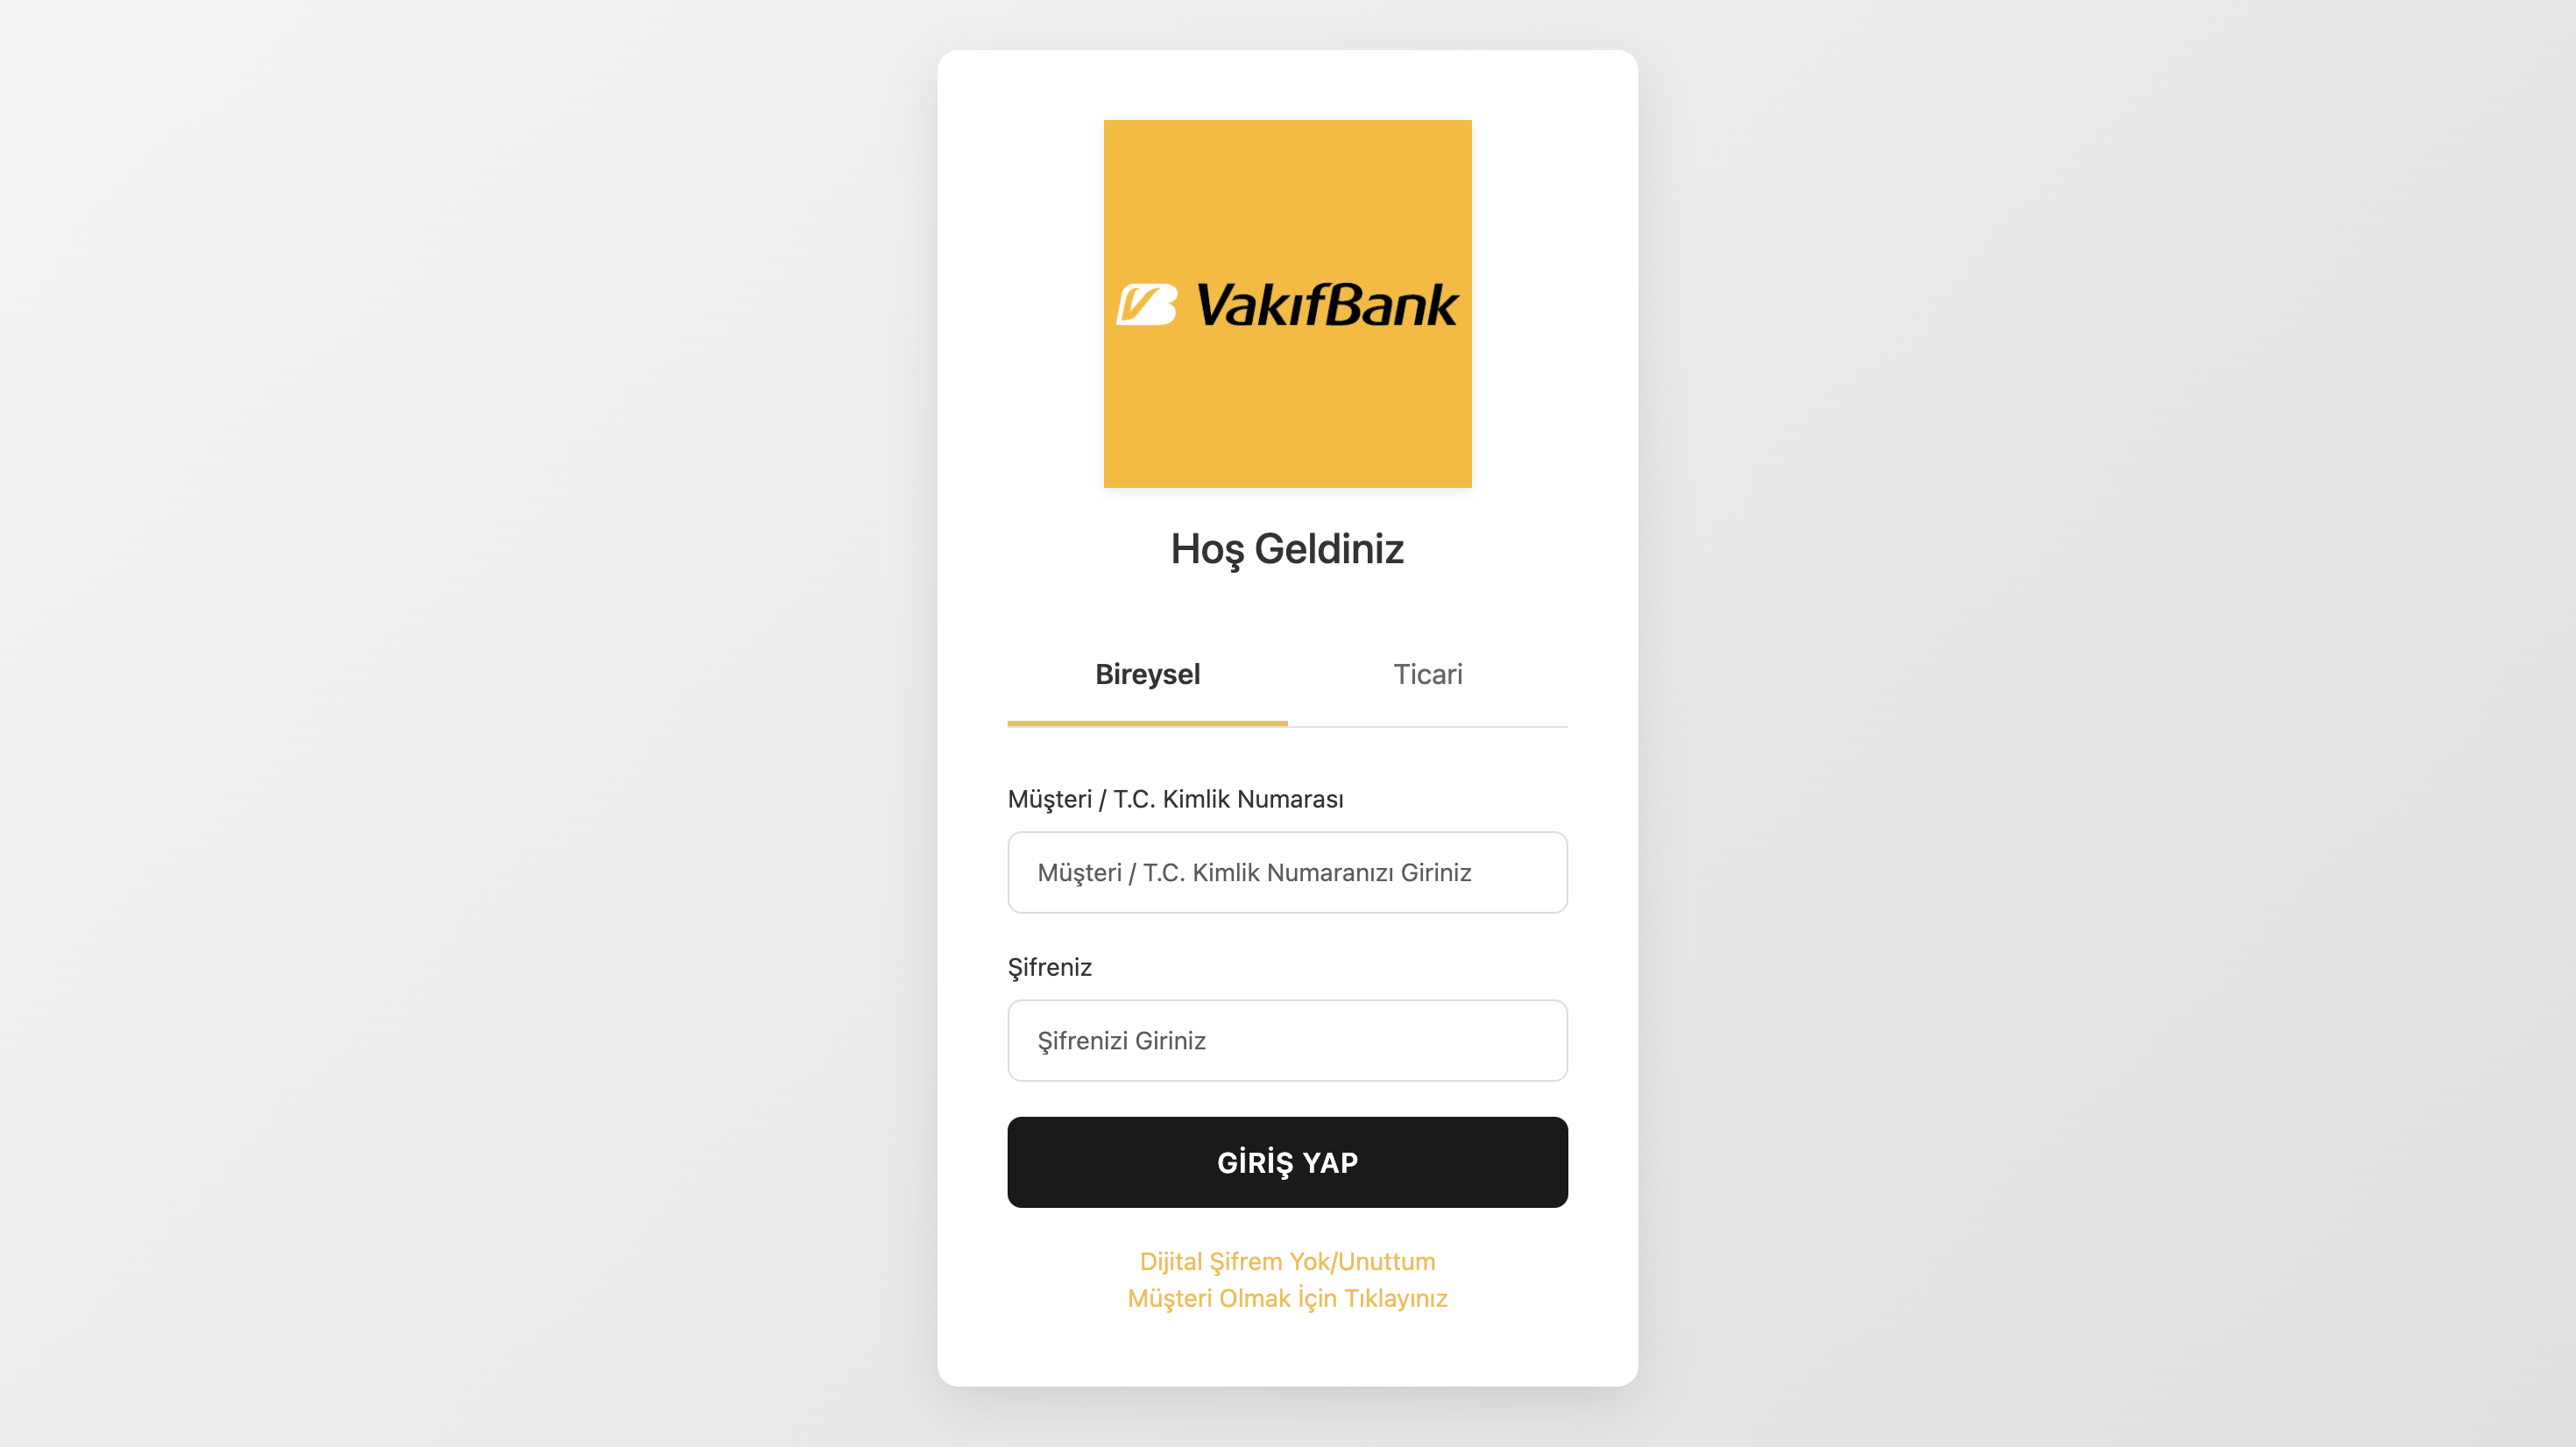 VakıfBank
Hoş Geldiniz
Bireysel
Ticari
Müşteri / T.C. Kimlik Numarası
Müşteri / T.C. Kimlik Numaranızı Giriniz
Şifreniz
Şifrenizi Giriniz
GİRİŞ YAP
Dijital Şifrem Yok/Unuttum
Müşteri Olmak İçin Tıklayınız